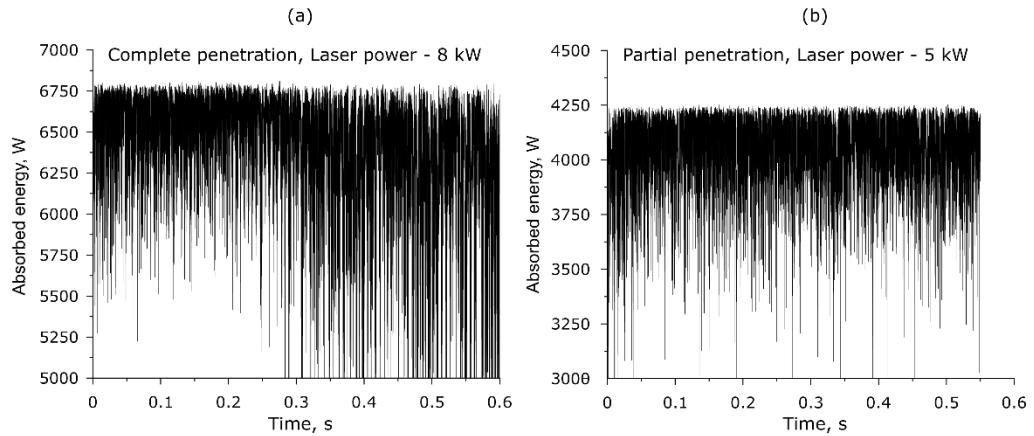 (a)
Complete penetration, Laser power - 8 kW
Absorbed energy, W
7000
6750
6500
6250
6000
5750
5500
5250
5000
0 0.1 0.2 0.3 0.4 0.5 0.6
Time, s
(b)
Partial penetration, Laser power - 5 kW
Absorbed energy, W
4500
4250
4000
3750
3500
3250
3000
0 0.1 0.2 0.3 0.4 0.5 0.6
Time, s